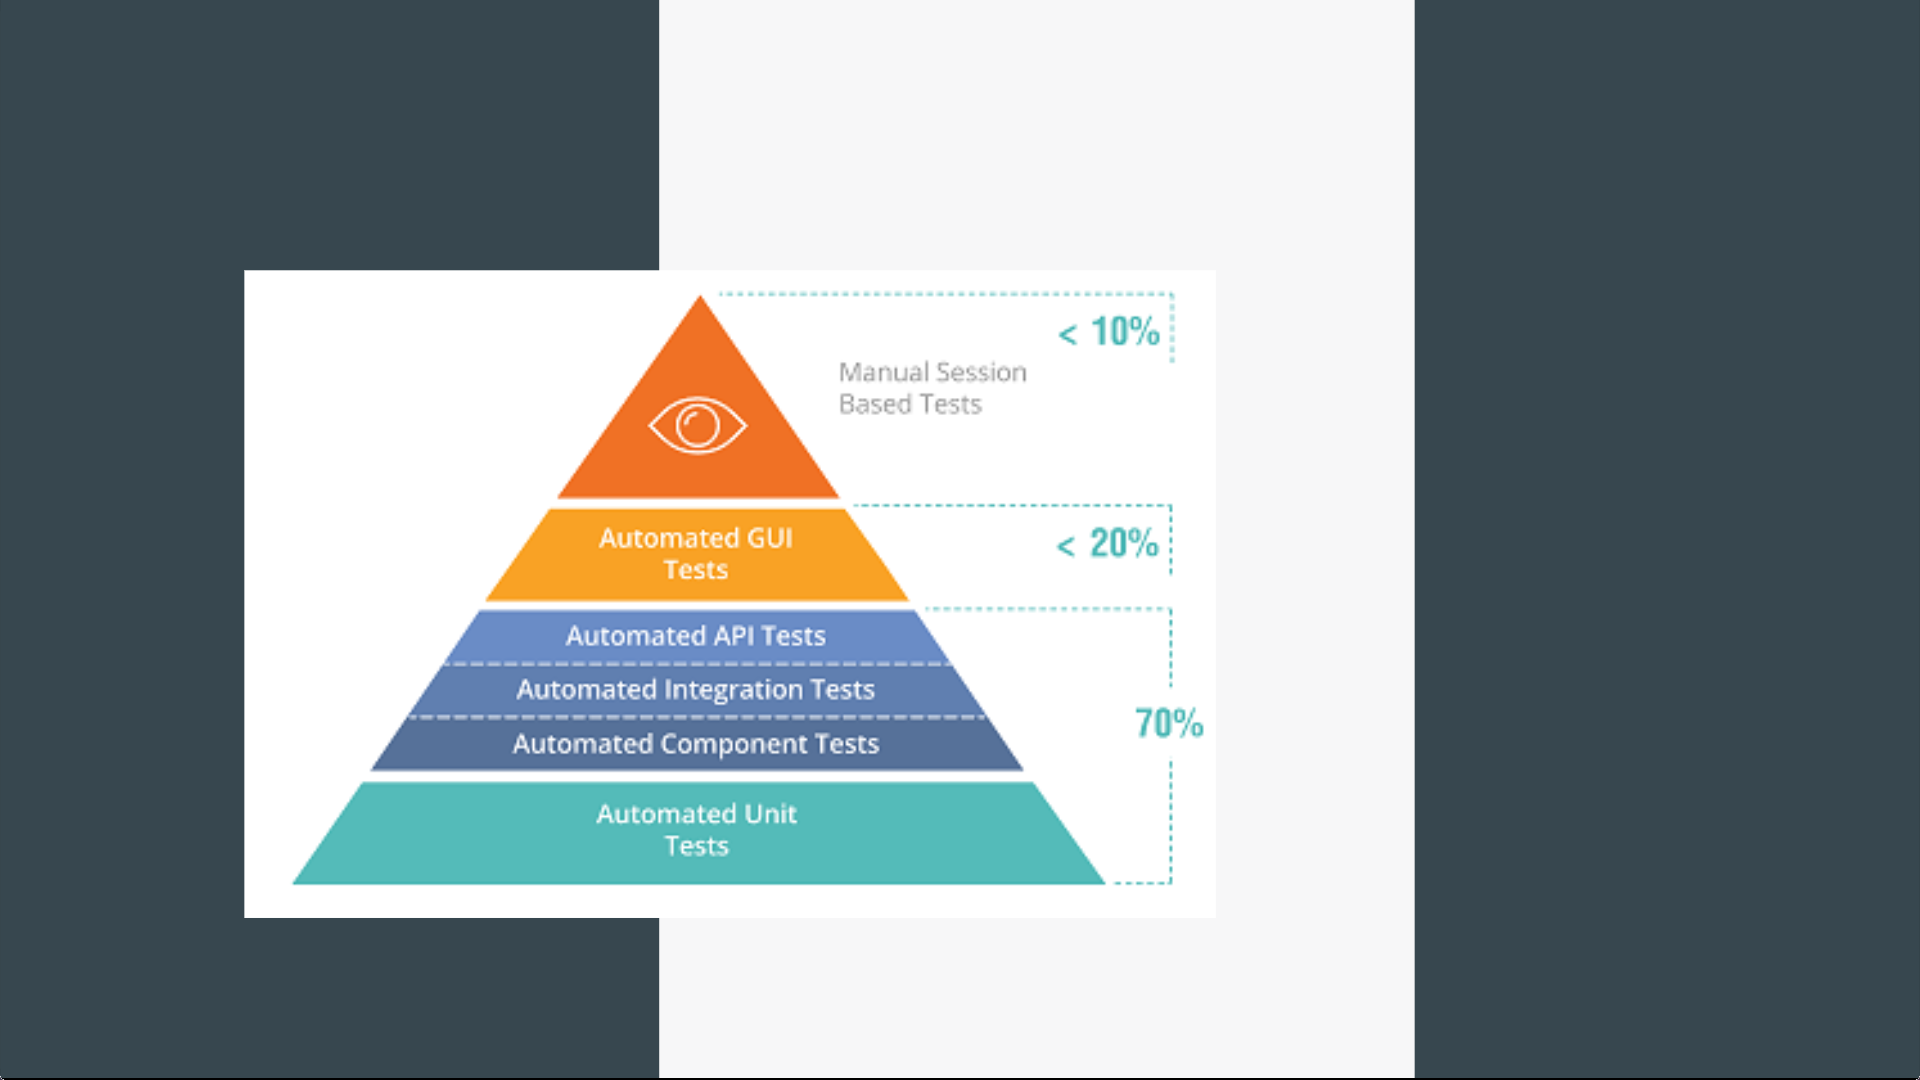 < 10%
Manual Session
Based Tests
Automated GUI
Tests
< 20%
Automated API Tests
Automated Integration Tests
70%
Automated Component Tests
Automated Unit
Tests